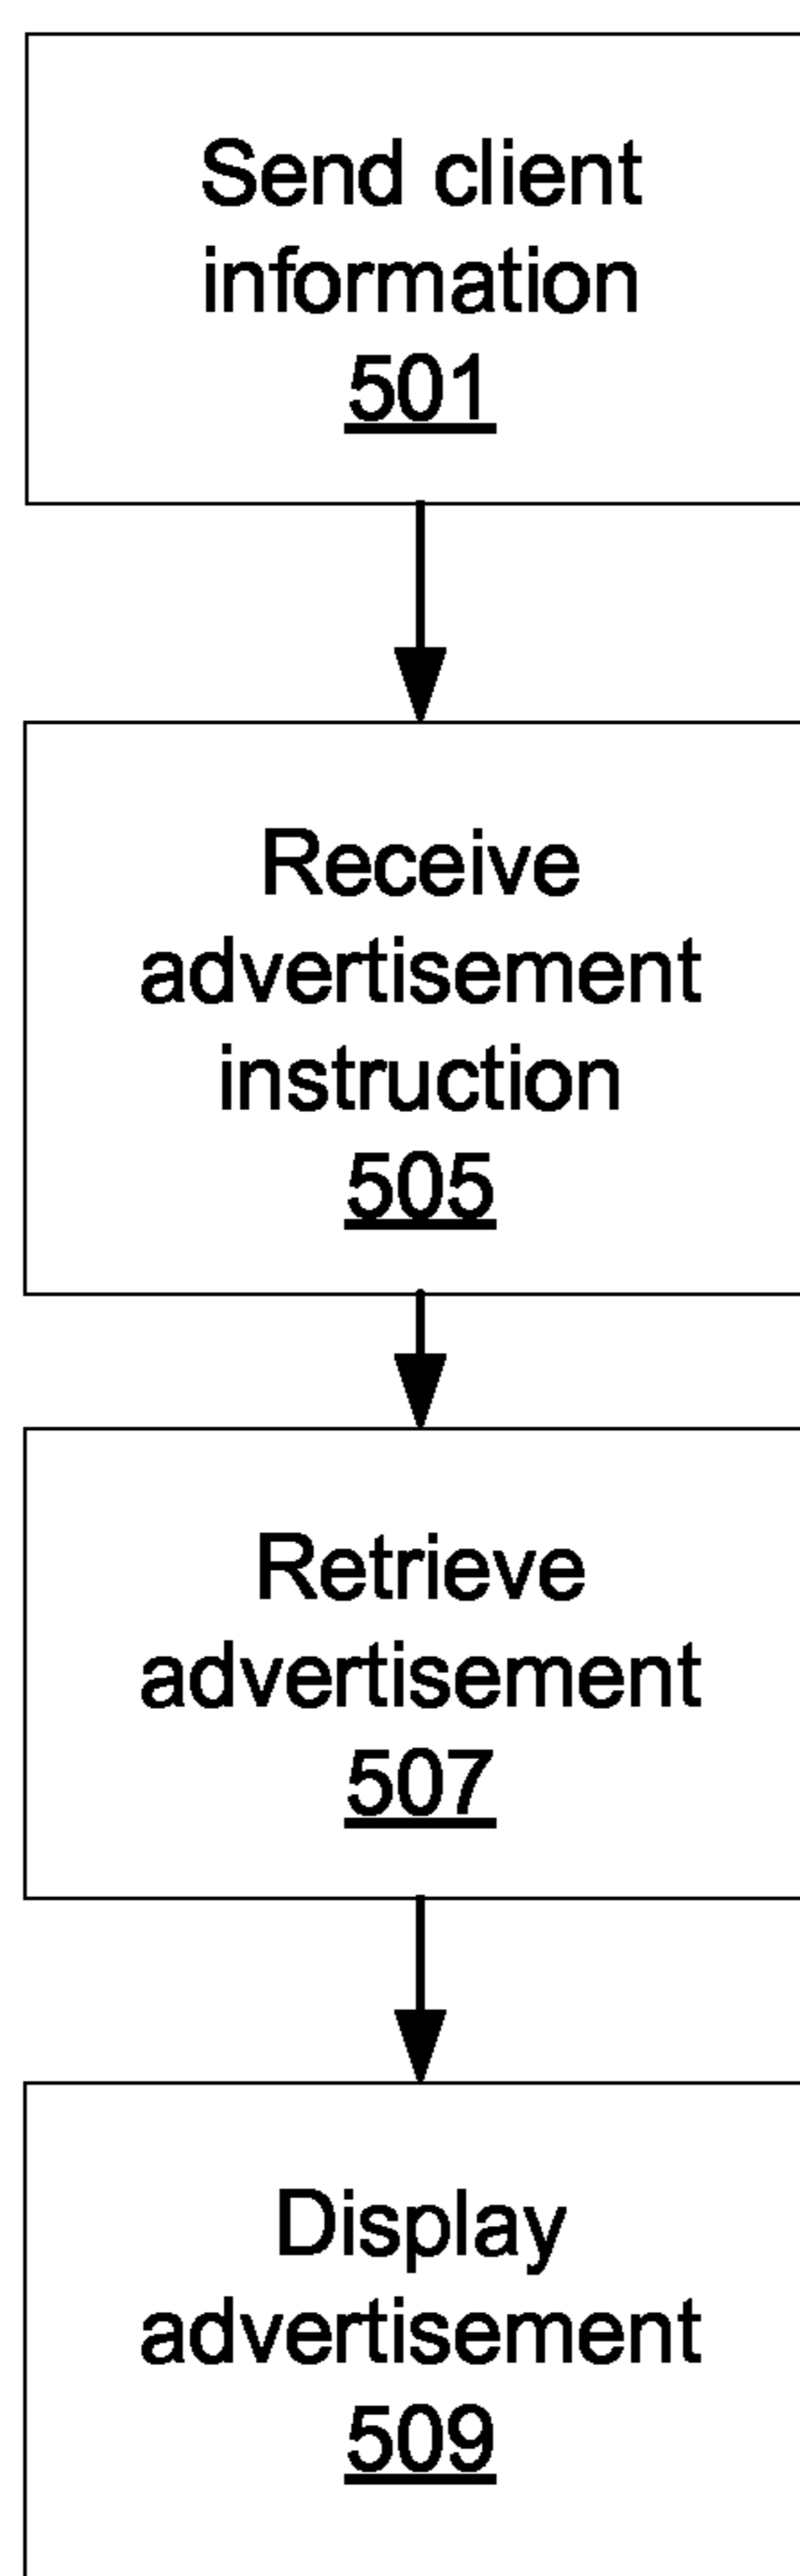 Send client
information
501
Receive
advertisement
instruction
505
Retrieve
advertisement
507
Display
advertisement
509